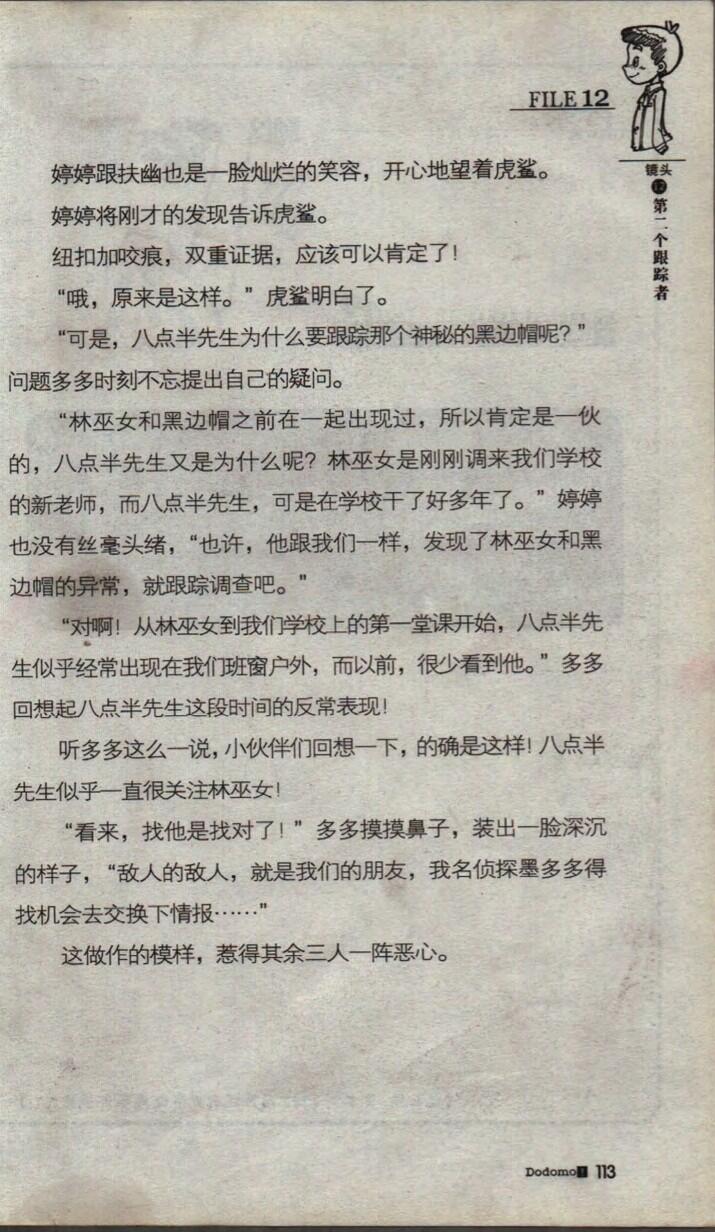 FILE 12
镜头
12
第二个跟踪者
婷婷跟扶幽也是一脸灿烂的笑容，开心地望着虎鲨。
婷婷将刚才的发现告诉虎鲨。
纽扣加咬痕，双重证据，应该可以肯定了！
“哦，原来是这样。”虎鲨明白了。
“可是，八点半先生为什么要跟踪那个神秘的黑边帽呢？”
问题多多时刻不忘提出自己的疑问。
“林巫女和黑边帽之前在一起出现过，所以肯定是一伙
的，八点半先生又是为什么呢？林巫女是刚刚调来我们学校
的新老师，而八点半先生，可是在学校干了好多年了。”婷婷
也没有丝毫头绪，“也许，他跟我们一样，发现了林巫女和黑
边帽的异常，就跟踪调查吧。”
“对啊！从林巫女到我们学校上的第一堂课开始，八点半先
生似乎经常出现在我们班窗户外，而以前，很少看到他。”多多
回想起八点半先生这段时间的反常表现！
听多多这么一说，小伙伴们回想一下，的确是这样！八点半
先生似乎一直很关注林巫女！
“看来，找他是找对了！”多多摸摸鼻子，装出一脸深沉
的样子，“敌人的敌人，就是我们的朋友，我名侦探墨多多得
找机会去交换下情报……”
这做作的模样，惹得其余三人一阵恶心。
Dodomo! 113